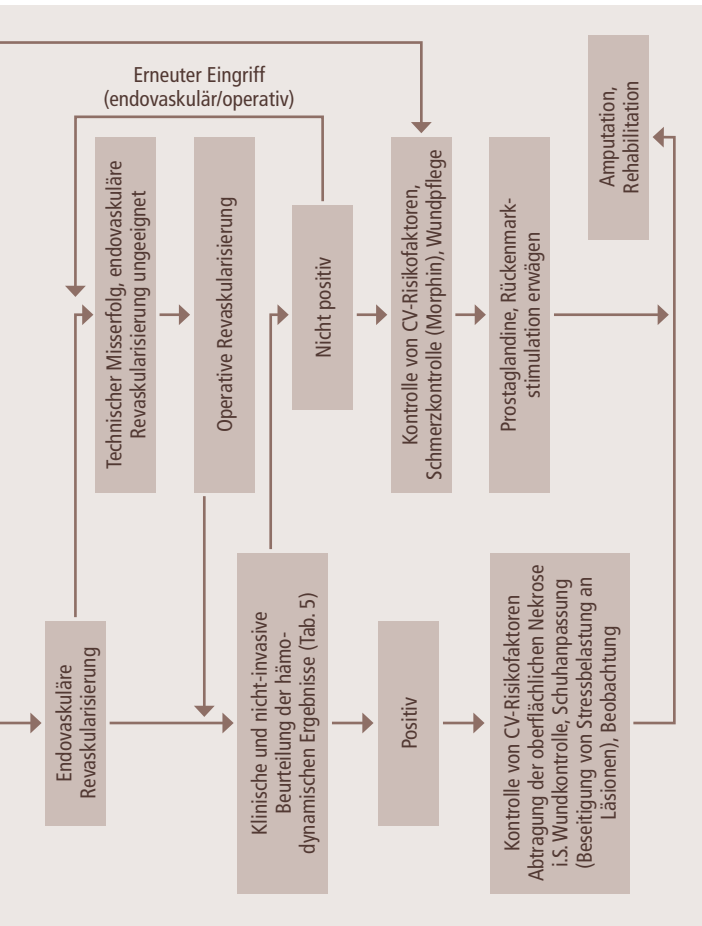 Erneuter Eingriff
(endovaskulär/operativ)
Endovaskuläre
Revaskularisierung
Technischer Misserfolg, endovaskuläre
Revaskularisierung ungeeignet
Operative Revaskularisierung
Klinische und nicht-invasive
Beurteilung der hämo-
dynamischen Ergebnisse (Tab. 5)
Nicht positiv
Positiv
Kontrolle von CV-Risikofaktoren,
Schmerzkontrolle (Morphin), Wundpflege
Prostaglandine, Rückenmark-
stimulation erwägen
Kontrolle von CV-Risikofaktoren
Abtragung der oberflächlichen Nekrose
i.S. Wundkontrolle, Schuhanpassung
(Beseitigung von Stressbelastung an
Läsionen), Beobachtung
Amputation,
Rehabilitation